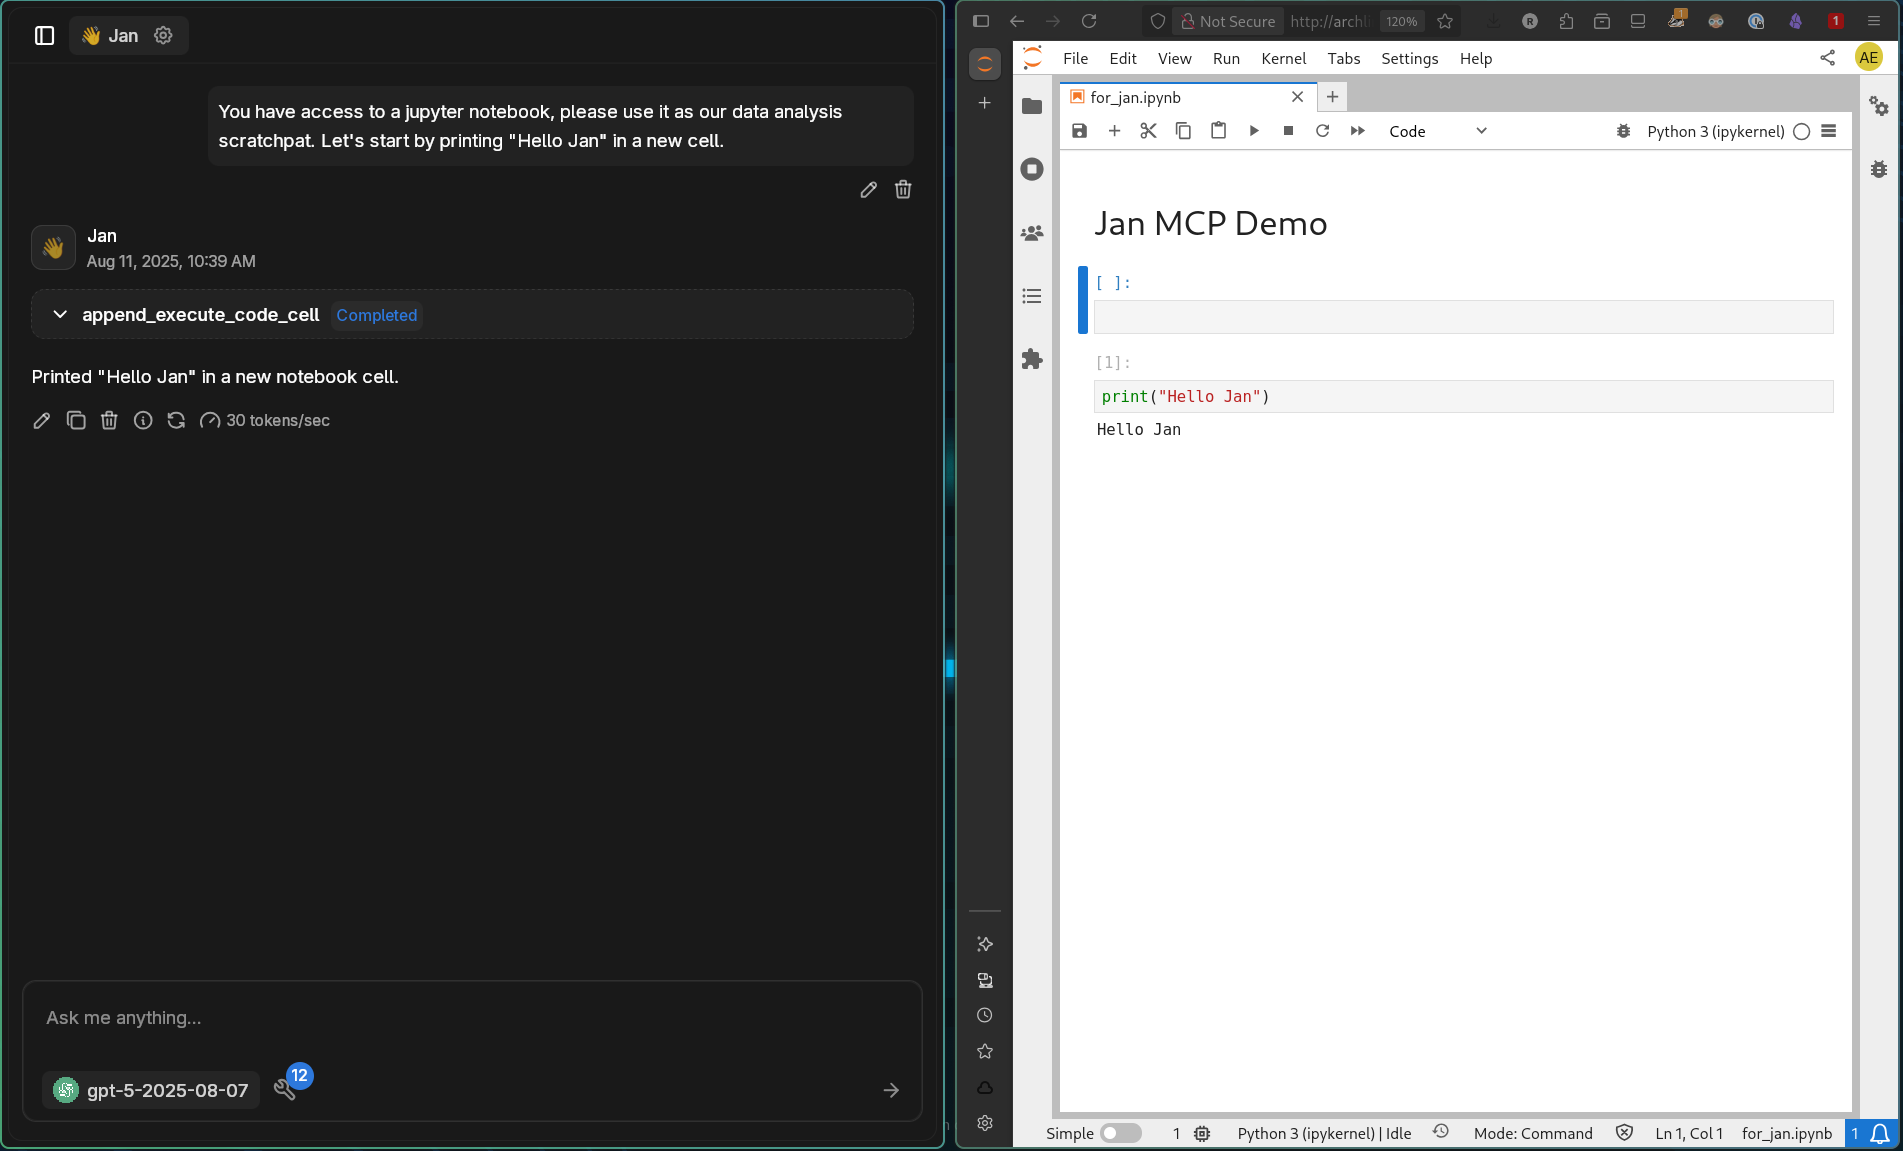 Jan
You have access to a jupyter notebook, please use it as our data analysis
scratchpat. Let's start by printing "Hello Jan" in a new cell.
Jan
Aug 11, 2025, 10:39 AM
append_execute_code_cell Completed
Printed "Hello Jan" in a new notebook cell.
30 tokens/sec
Ask me anything...
gpt-5-2025-08-07 12
Not Secure http://archli 120% R 1 1
File Edit View Run Kernel Tabs Settings Help AE
for_jan.ipynb
Code Python 3 (ipykernel)
Jan MCP Demo
[ ]:
[1]:
print("Hello Jan")
Hello Jan
Simple 1 Python 3 (ipykernel) | Idle Mode: Command Ln 1, Col 1 for_jan.ipynb 1